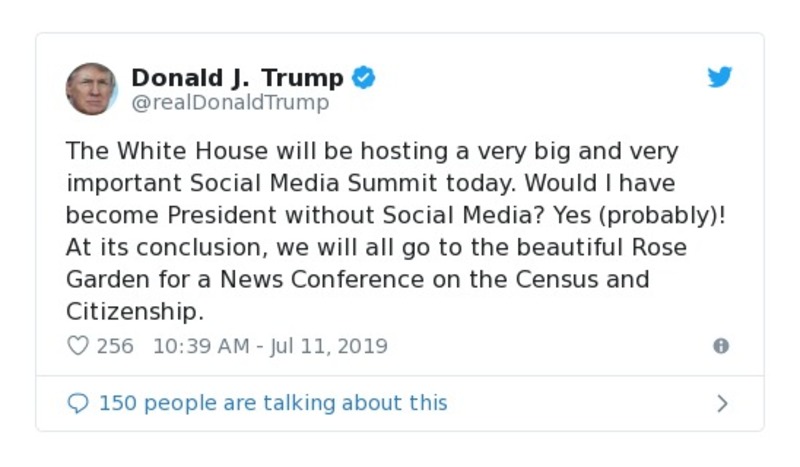 Donald J. Trump
@realDonaldTrump
The White House will be hosting a very big and very
important Social Media Summit today. Would I have
become President without Social Media? Yes (probably)!
At its conclusion, we will all go to the beautiful Rose
Garden for a News Conference on the Census and
Citizenship.
256 10:39 AM - Jul 11, 2019
150 people are talking about this